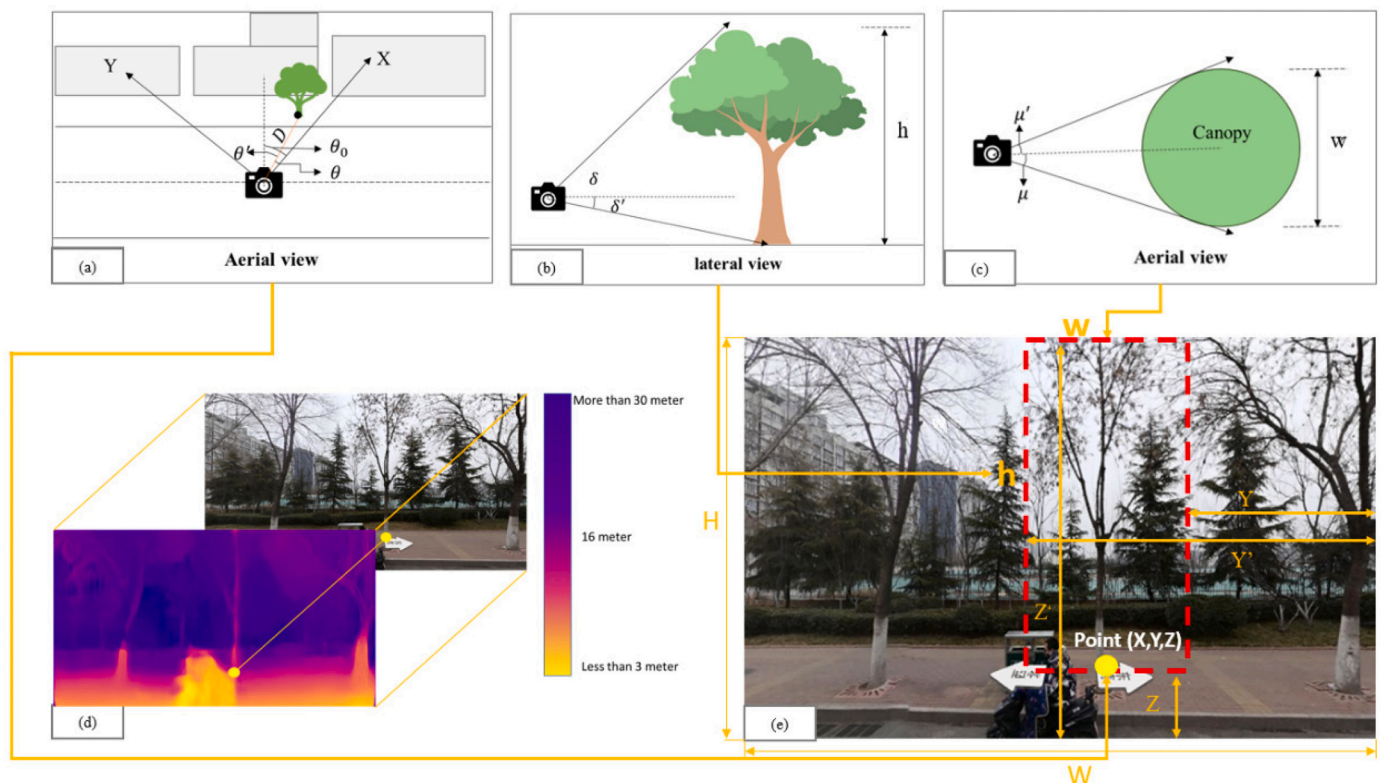 Y
X
D
θ'
θ₀
θ
(a)
Aerial view
δ
δ'
h
(b)
lateral view
μ'
μ
Canopy
w
(c)
Aerial view
More than 30 meter
16 meter
Less than 3 meter
(d)
W
H
h
Y
Y'
Z'
Point (X,Y,Z)
Z
(e)
W